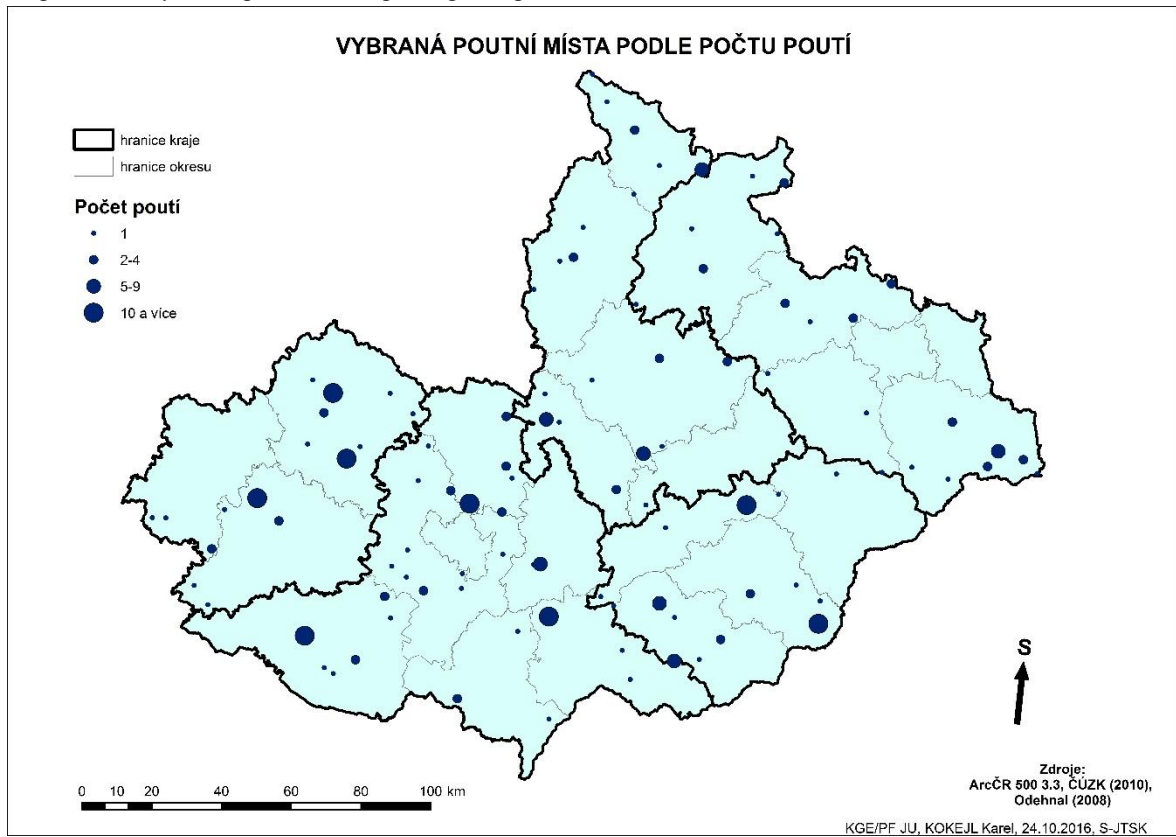 VYBRANÁ POUTNÍ MÍSTA PODLE POČTU POUTÍ
hranice kraje
hranice okresu
Počet poutí
1
2-4
5-9
10 a více
S
0 10 20 40 60 80 100 km
Zdroje:
ArcČR 500 3.3, ČÚZK (2010),
Odehnal (2008)
KGE/PF JU, KOKEJL Karel, 24.10.2016, S-JTSK